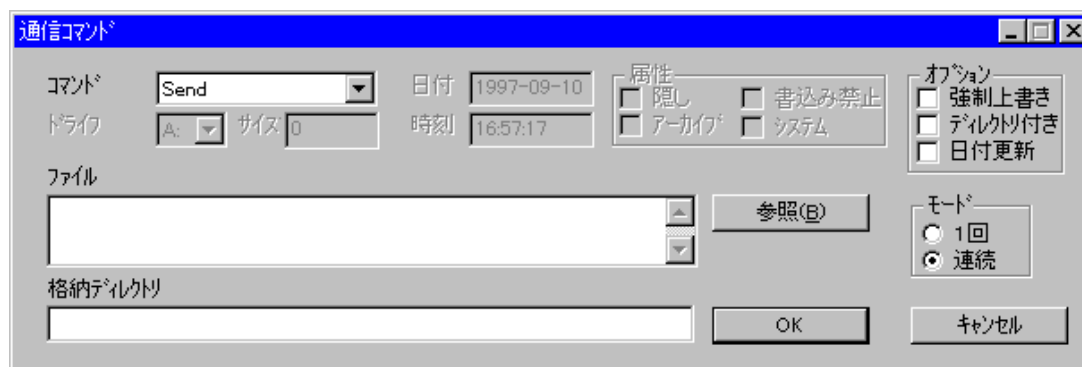 通信ｺﾏﾝﾄﾞ
ｺﾏﾝﾄﾞ Send 日付 1997-09-10
ﾄﾞﾗｲﾌ A: ｻｲｽﾞ 0 時刻 16:57:17
属性
隠し 書込み禁止
ｱｰｶｲﾌﾞ ｼｽﾃﾑ
ｵﾌﾟｼｮﾝ
強制上書き
ﾃﾞｨﾚｸﾄﾘ付き
日付更新
ﾌｧｲﾙ
参照(B)
ﾓｰﾄﾞ
1回
連続
格納ﾃﾞｨﾚｸﾄﾘ
OK ｷｬﾝｾﾙ